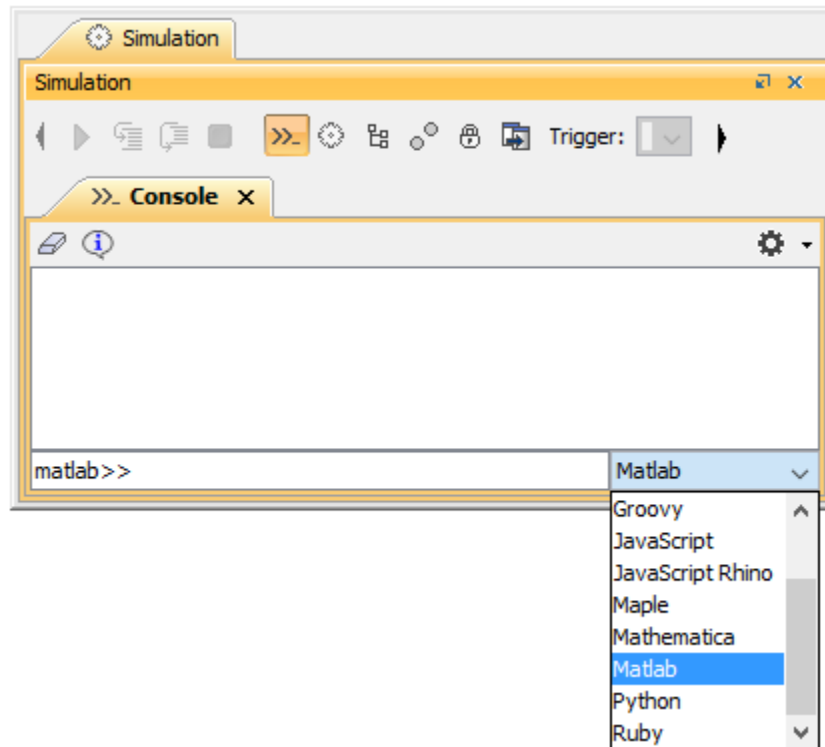 Simulation
Simulation
Trigger:
>>_ Console x
matlab>> Matlab
Groovy
JavaScript
JavaScript Rhino
Maple
Mathematica
Matlab
Python
Ruby